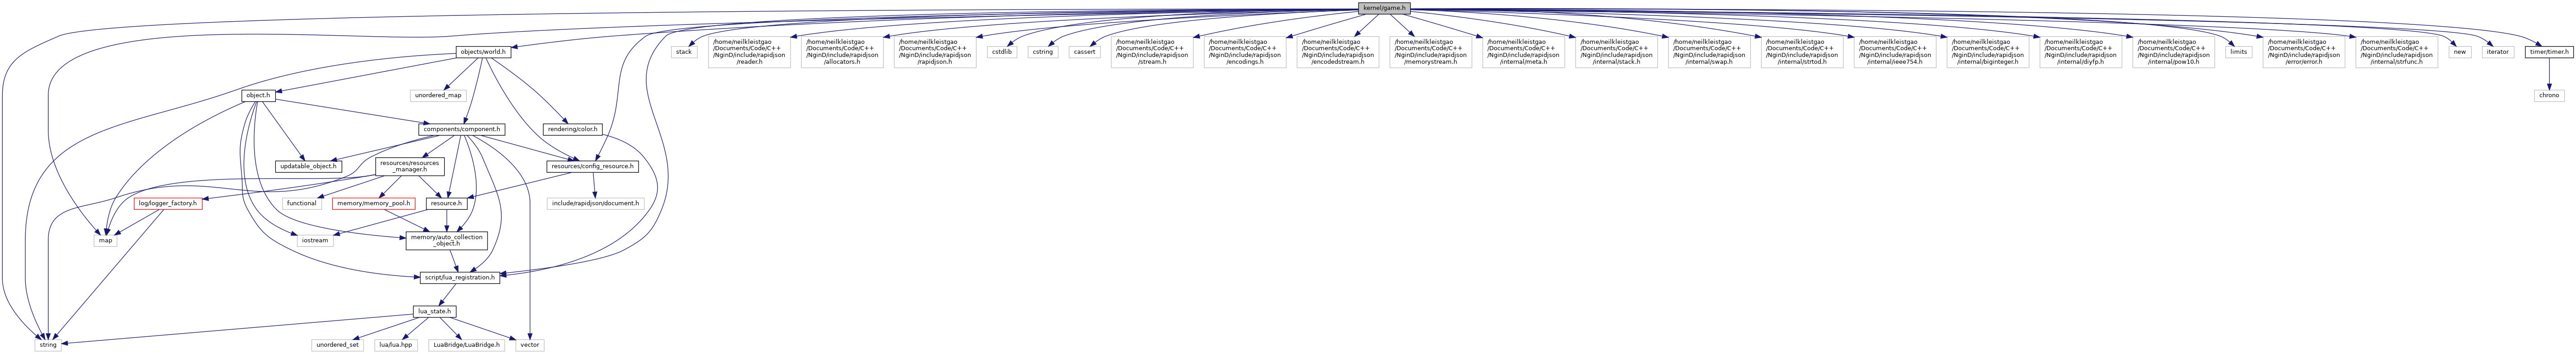 kernel/game.h
objects/world.h
stack
/home/neilkleistgao
/Documents/Code/C++
/NginD/include/rapidjson
/reader.h
/home/neilkleistgao
/Documents/Code/C++
/NginD/include/rapidjson
/allocators.h
/home/neilkleistgao
/Documents/Code/C++
/NginD/include/rapidjson
/rapidjson.h
cstdlib
cstring
cassert
/home/neilkleistgao
/Documents/Code/C++
/NginD/include/rapidjson
/stream.h
/home/neilkleistgao
/Documents/Code/C++
/NginD/include/rapidjson
/encodings.h
/home/neilkleistgao
/Documents/Code/C++
/NginD/include/rapidjson
/encodedstream.h
/home/neilkleistgao
/Documents/Code/C++
/NginD/include/rapidjson
/memorystream.h
/home/neilkleistgao
/Documents/Code/C++
/NginD/include/rapidjson
/internal/meta.h
/home/neilkleistgao
/Documents/Code/C++
/NginD/include/rapidjson
/internal/stack.h
/home/neilkleistgao
/Documents/Code/C++
/NginD/include/rapidjson
/internal/swap.h
/home/neilkleistgao
/Documents/Code/C++
/NginD/include/rapidjson
/internal/strtod.h
/home/neilkleistgao
/Documents/Code/C++
/NginD/include/rapidjson
/internal/ieee754.h
/home/neilkleistgao
/Documents/Code/C++
/NginD/include/rapidjson
/internal/biginteger.h
/home/neilkleistgao
/Documents/Code/C++
/NginD/include/rapidjson
/internal/diyfp.h
/home/neilkleistgao
/Documents/Code/C++
/NginD/include/rapidjson
/internal/pow10.h
limits
/home/neilkleistgao
/Documents/Code/C++
/NginD/include/rapidjson
/error/error.h
/home/neilkleistgao
/Documents/Code/C++
/NginD/include/rapidjson
/internal/strfunc.h
new
iterator
timer/timer.h
object.h
unordered_map
chrono
components/component.h
rendering/color.h
updatable_object.h
resources/resources
_manager.h
resources/config_resource.h
log/logger_factory.h
functional
memory/memory_pool.h
resource.h
include/rapidjson/document.h
map
iostream
memory/auto_collection
_object.h
script/lua_registration.h
lua_state.h
string
unordered_set
lua/lua.hpp
LuaBridge/LuaBridge.h
vector